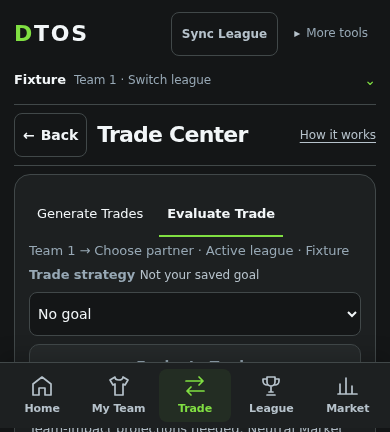 DTOS
Sync League
▸ More tools
Fixture Team 1 · Switch league
← Back
Trade Center
How it works
Generate Trades
Evaluate Trade
Team 1 → Choose partner · Active league · Fixture
Trade strategy Not your saved goal
No goal
Home
My Team
Trade
League
Market